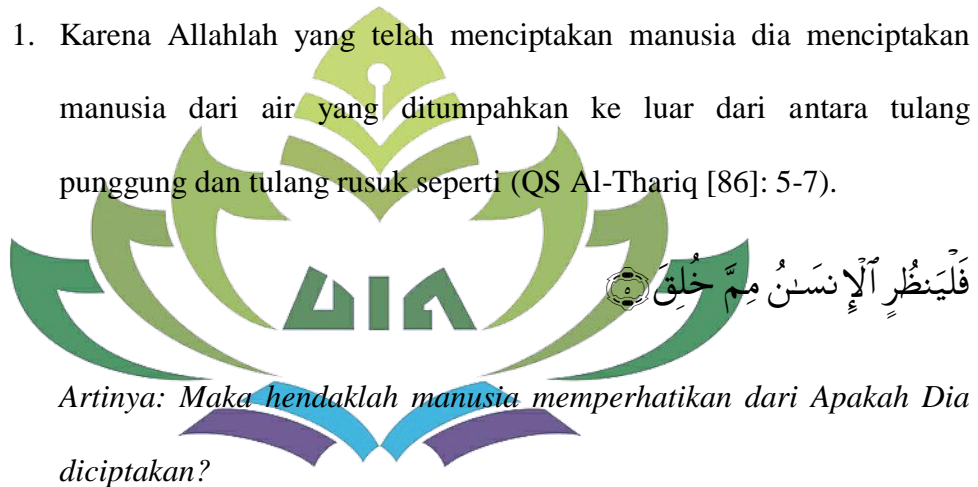 1. Karena Allahlah yang telah menciptakan manusia dia menciptakan
manusia dari air yang ditumpahkan ke luar dari antara tulang
punggung dan tulang rusuk seperti (QS Al-Thariq [86]: 5-7).
فَلْيَنظُرِ ٱلْإِنسَـٰنُ مِمَّ خُلِقَ ۝٥
UIN
Artinya: Maka hendaklah manusia memperhatikan dari Apakah Dia
diciptakan?